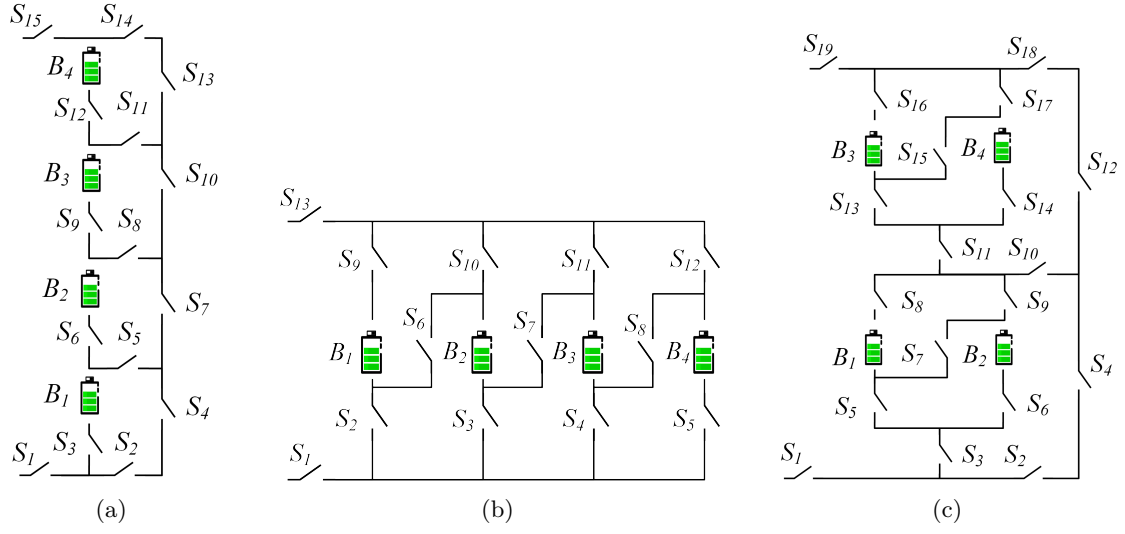 S15 S14
B4 S13
S12 S11
B3 S10
S9 S8
B2 S7
S6 S5
B1 S4
S1 S3 S2
(a)
S13
S9 S10 S11 S12
S6 S7 S8
B1 B2 B3 B4
S2 S3 S4 S5
S1
(b)
S19 S18
S16 S17
B3 S15 B4 S12
S13 S14
S11 S10
S8 S9
B1 S7 B2 S4
S5 S6
S1 S3 S2
(c)